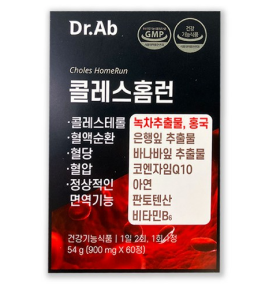 Dr.Ab
GMP
건강
기능식품
Choles HomeRun
콜레스홈런
·콜레스테롤 녹차추출물, 홍국
·혈액순환 은행잎 추출물
·혈당 바나바잎 추출물
·혈압 코엔자임Q10
·정상적인 아연
면역기능 판토텐산
비타민B₆
건강기능식품 | 1일 2회, 1회 1정
54 g (900 mg X 60정)